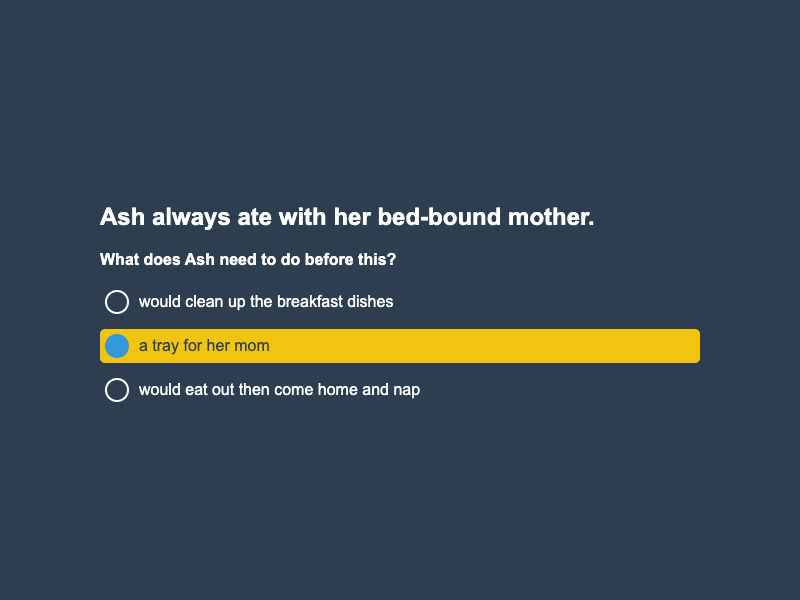 Ash always ate with her bed-bound mother.
What does Ash need to do before this?
would clean up the breakfast dishes
a tray for her mom
would eat out then come home and nap